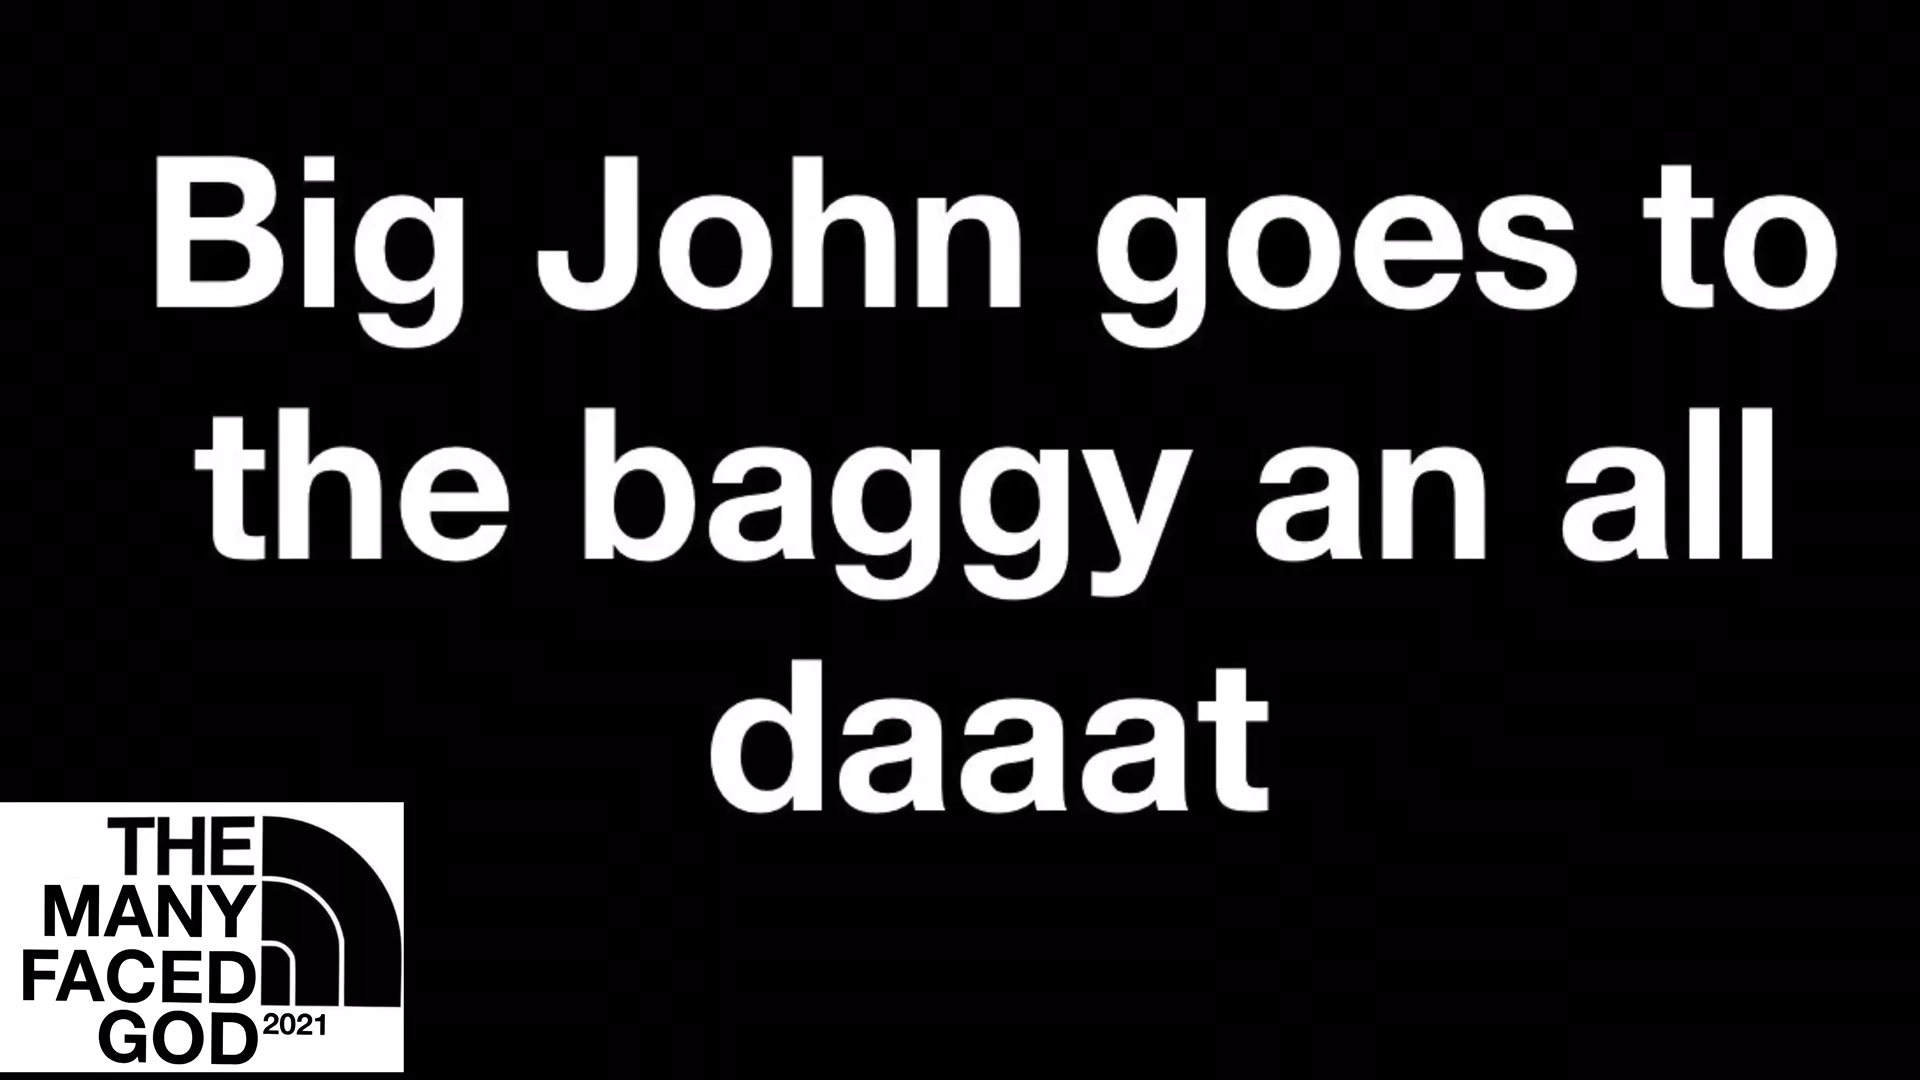 Big John goes to
the baggy an all
daaat
THE
MANY
FACED
GOD 2021